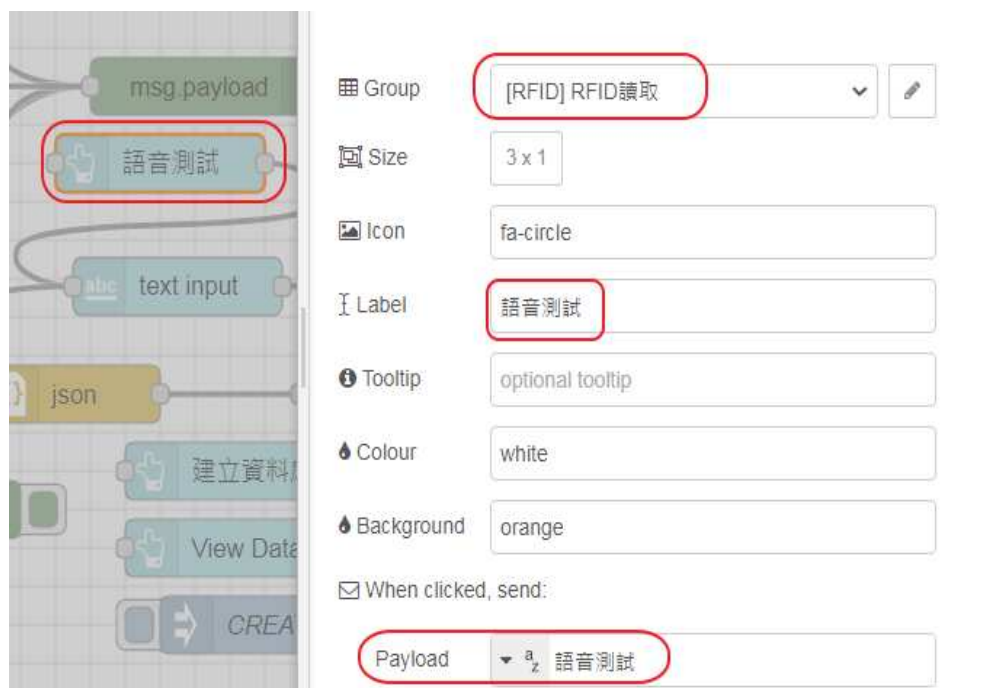 msg.payload
語音測試
abc text input
} json
建立資料
View Data
CREA
Group [RFID] RFID讀取
Size 3 x 1
Icon fa-circle
Label 語音測試
Tooltip optional tooltip
Colour white
Background orange
When clicked, send:
Payload a z 語音測試